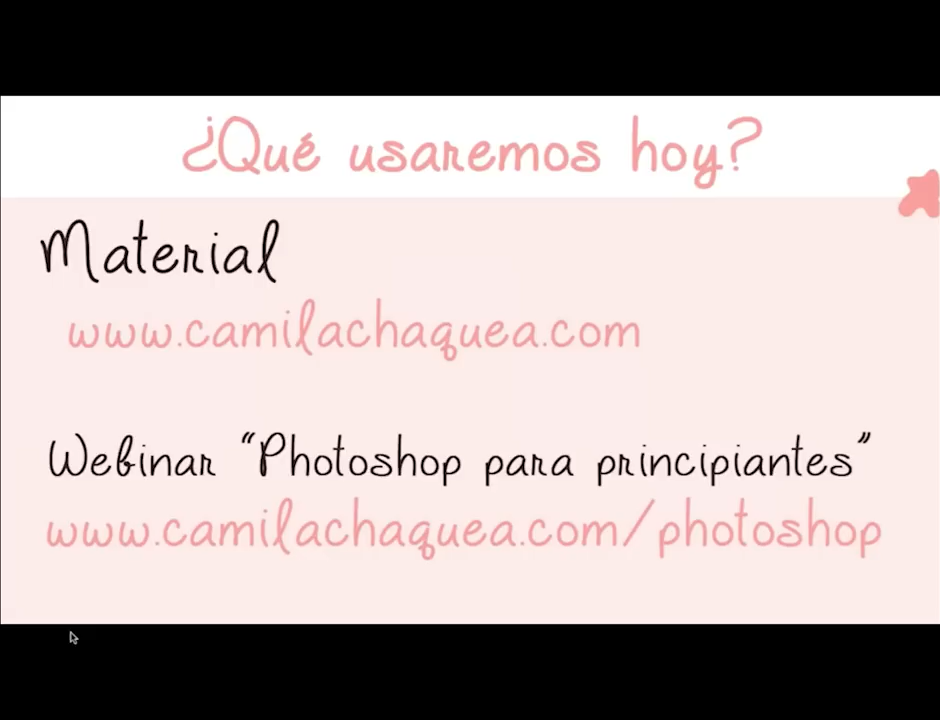 ¿Qué usaremos hoy?
Material
www.camilachaquea.com
Webinar “Photoshop para principiantes”
www.camilachaquea.com/photoshop